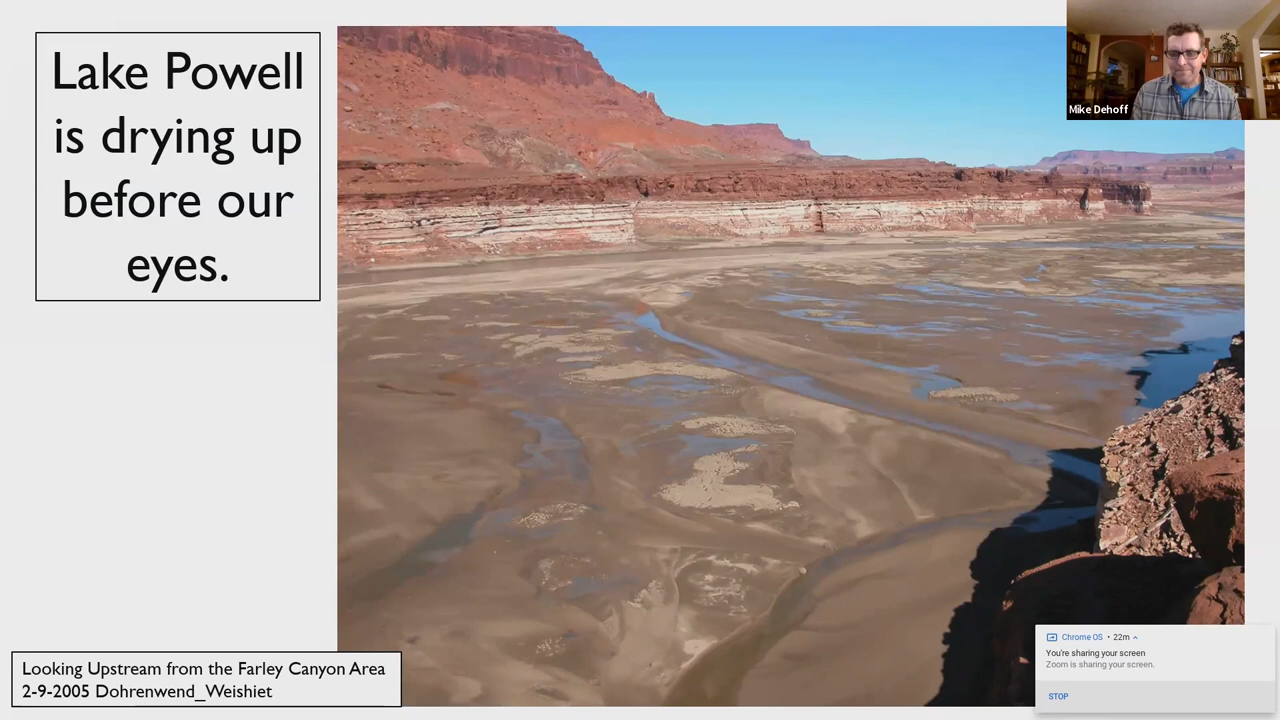 Lake Powell
is drying up
before our
eyes.
Mike Dehoff
Looking Upstream from the Farley Canyon Area
2-9-2005 Dohrenwend_Weishiet
Chrome OS • 22m
You're sharing your screen
Zoom is sharing your screen.
STOP